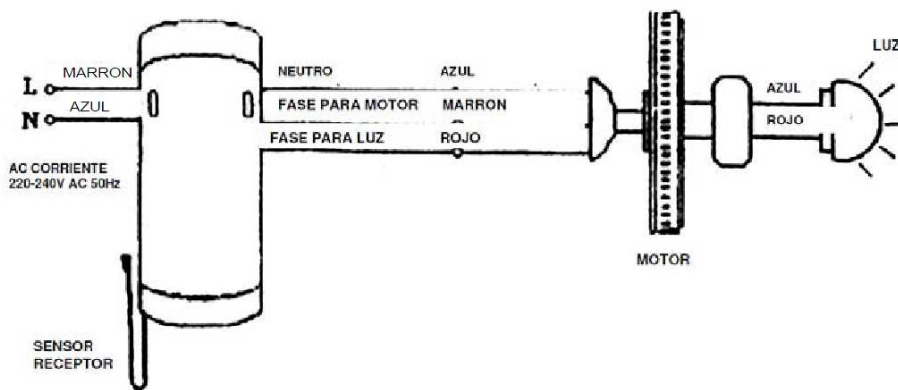 L MARRON
N AZUL
AC CORRIENTE
220-240V AC 50Hz
SENSOR
RECEPTOR
NEUTRO AZUL
FASE PARA MOTOR MARRON
FASE PARA LUZ ROJO
MOTOR
AZUL
ROJO
LUZ